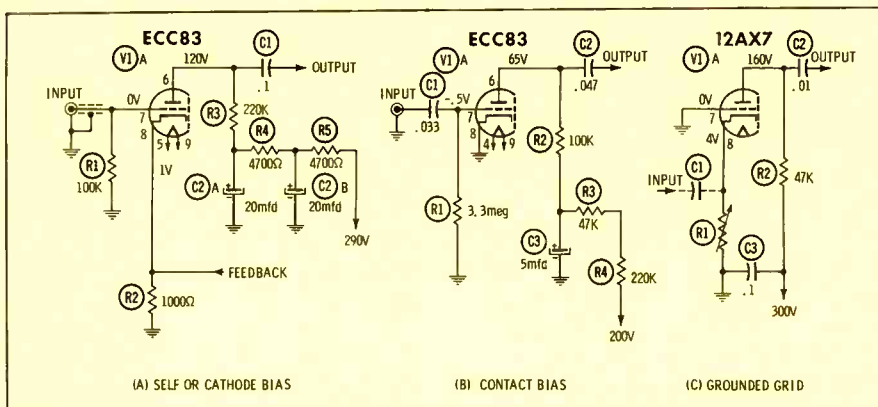 ECC83
V1 A
120V
C1
.1
OUTPUT
6
INPUT
0V
7
8
5
9
R3
220K
R4
4700Ω
R5
4700Ω
R1
100K
1V
C2 A
20mfd
C2 B
20mfd
290V
FEEDBACK
R2
1000Ω
(A) SELF OR CATHODE BIAS
ECC83
V1 A
65V
C2
.047
OUTPUT
6
INPUT
C1
.033
-.5V
7
8
4
9
R2
100K
R1
3.3meg
R3
47K
C3
5mfd
R4
220K
200V
(B) CONTACT BIAS
12AX7
V1 A
160V
C2
.01
OUTPUT
6
0V
7
4V
8
C1
INPUT
R2
47K
R1
C3
.1
300V
(C) GROUNDED GRID